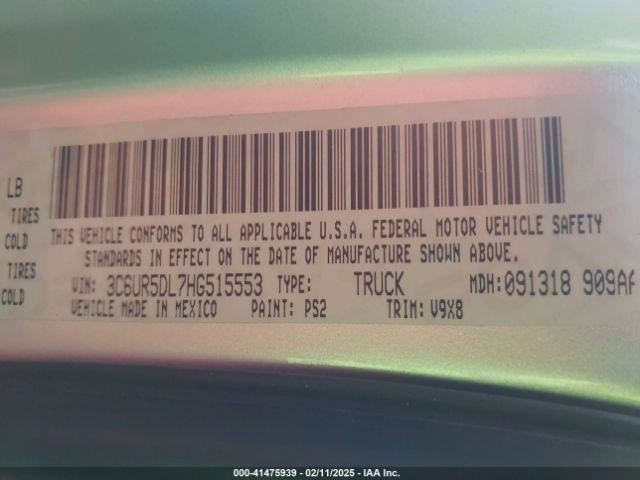 LB
TIRES
COLD
TIRES
COLD
THIS VEHICLE CONFORMS TO ALL APPLICABLE U.S.A. FEDERAL MOTOR VEHICLE SAFETY
STANDARDS IN EFFECT ON THE DATE OF MANUFACTURE SHOWN ABOVE.
VIN: 3C6UR5DL7HG515553 TYPE: TRUCK MDH:091318 909AA
VEHICLE MADE IN MEXICO PAINT: PS2 TRIM: V9X8
000-41475939 - 02/11/2025 - IAA Inc.